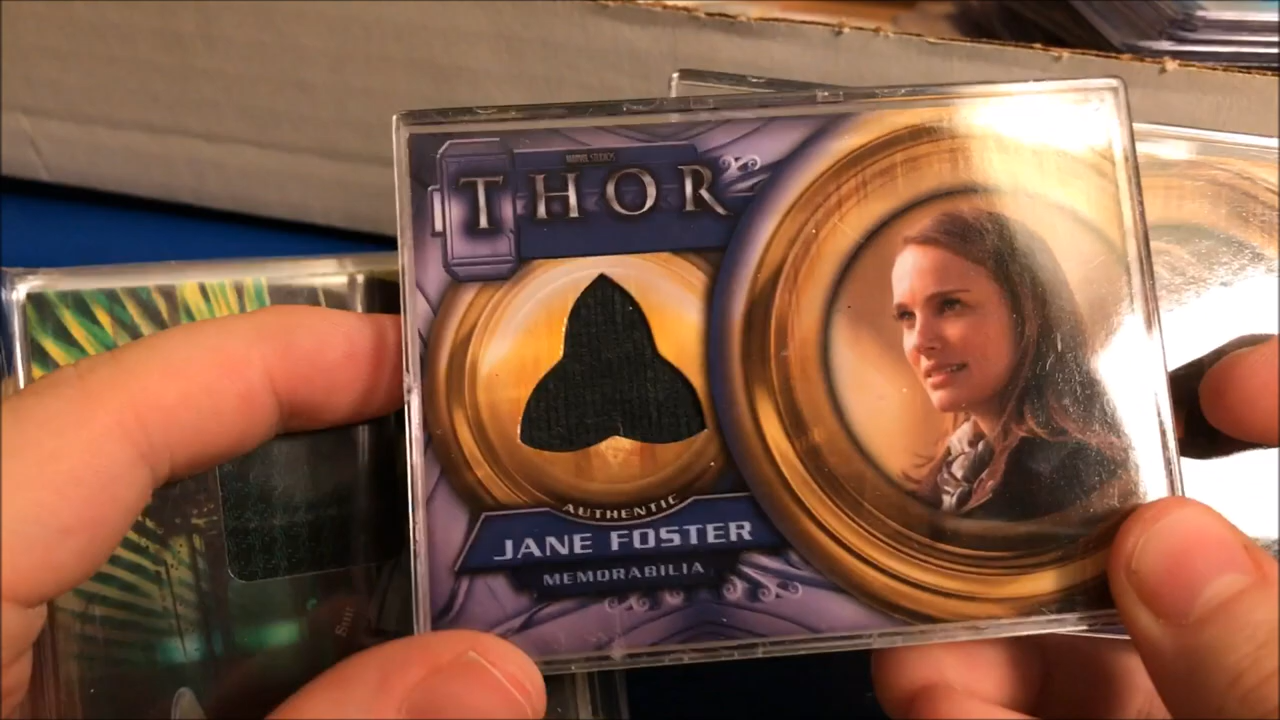 MARVEL STUDIOS
THOR
AUTHENTIC
JANE FOSTER
MEMORABILIA